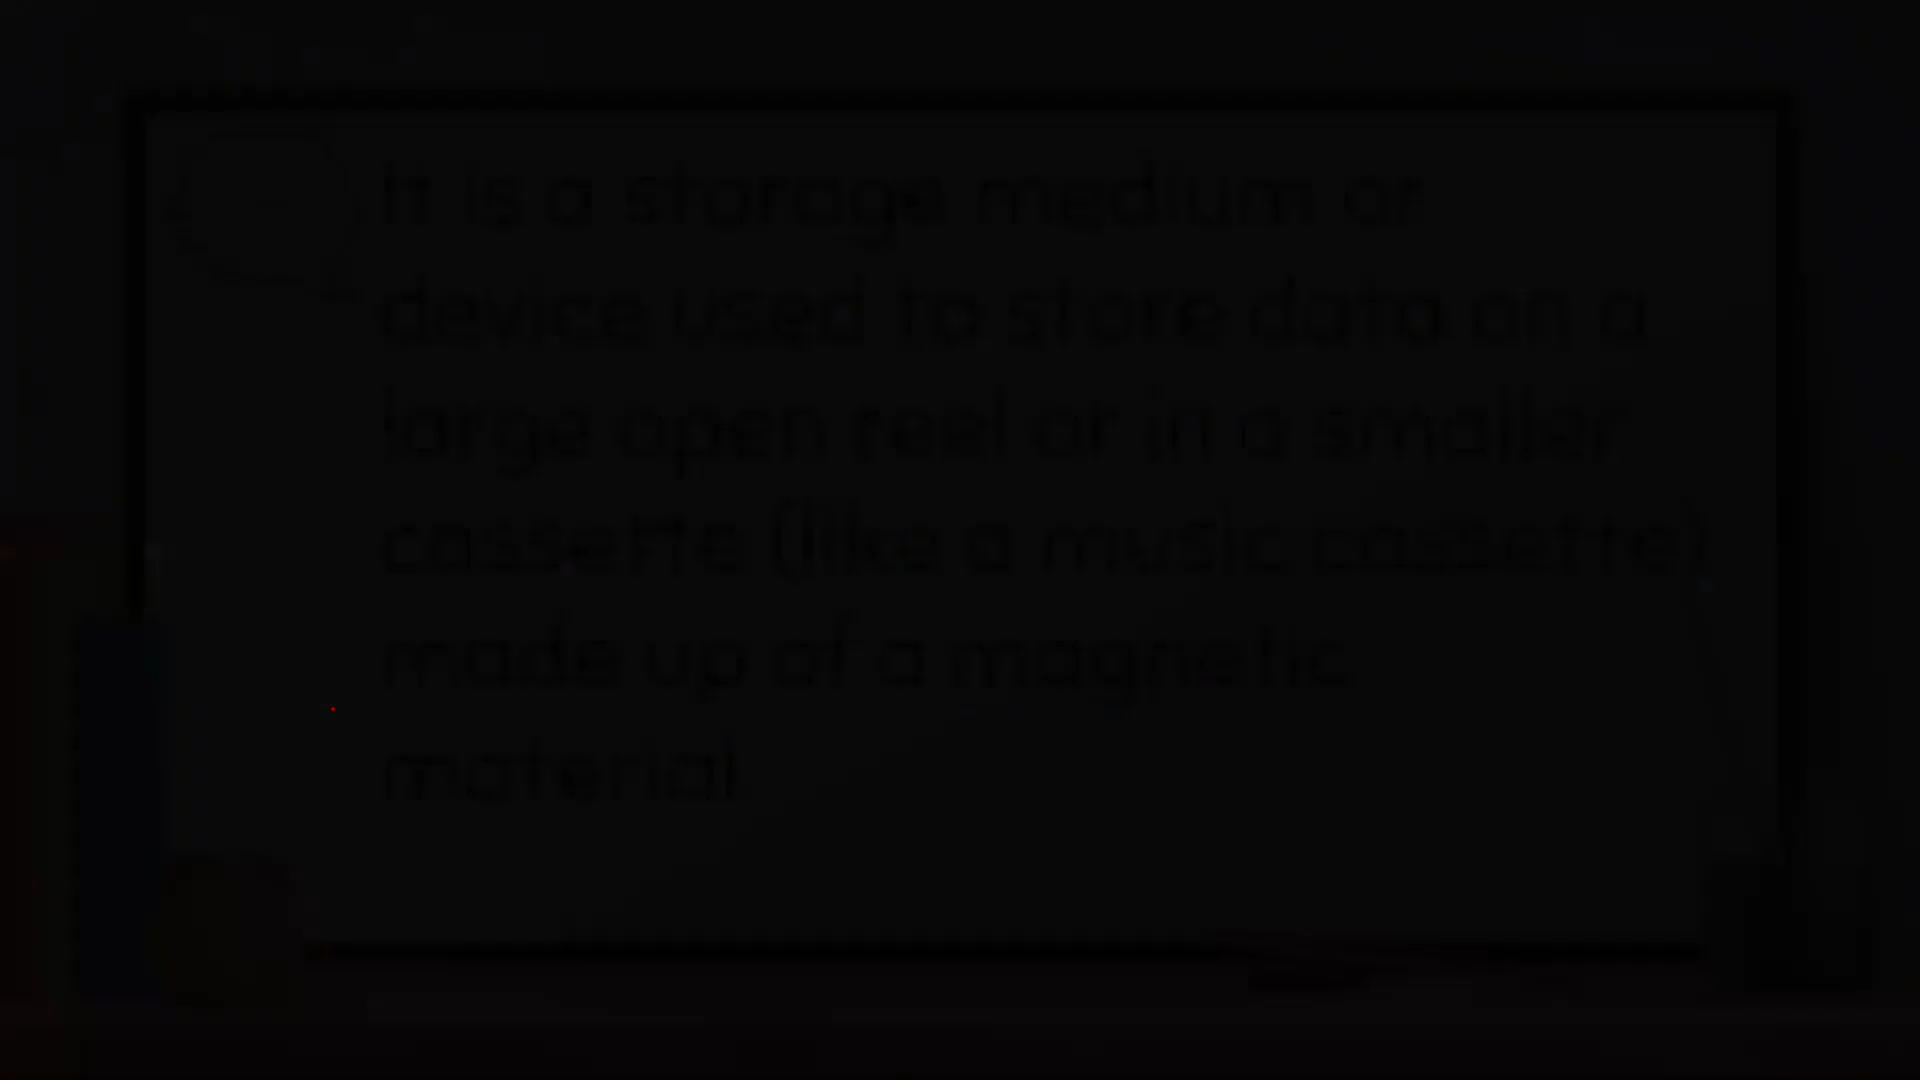 It is a storage medium or
device used to store data on a
large open reel or in a smaller
cassette (like a music cassette)
made up of a magnetic
material